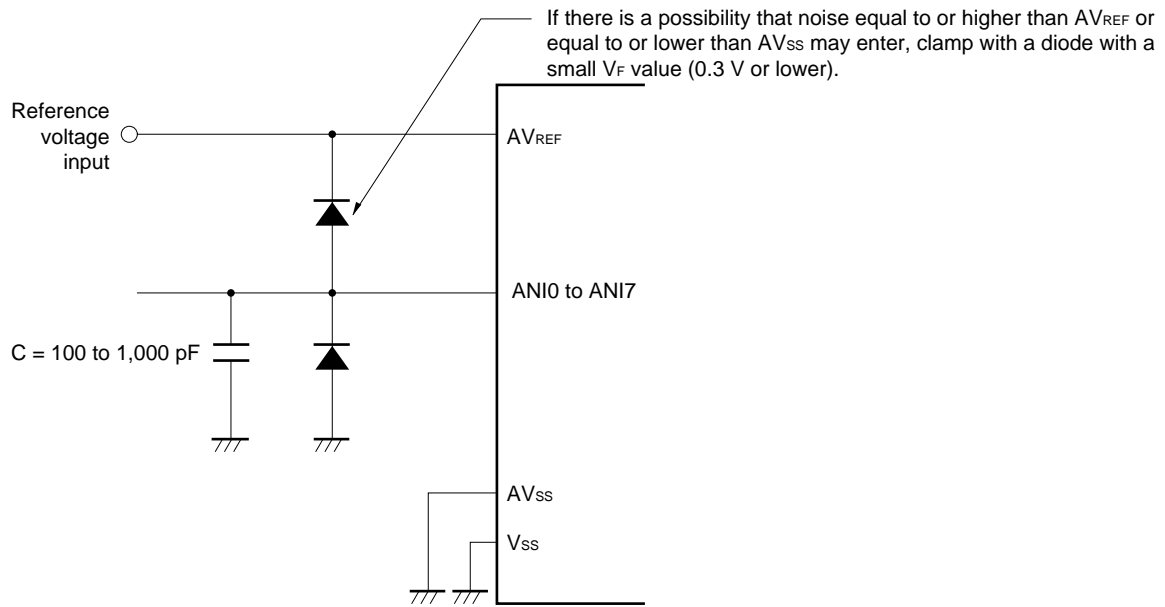 If there is a possibility that noise equal to or higher than AVREF or
equal to or lower than AVSS may enter, clamp with a diode with a
small VF value (0.3 V or lower).
Reference
voltage
input
AVREF
ANI0 to ANI7
C = 100 to 1,000 pF
AVSS
VSS